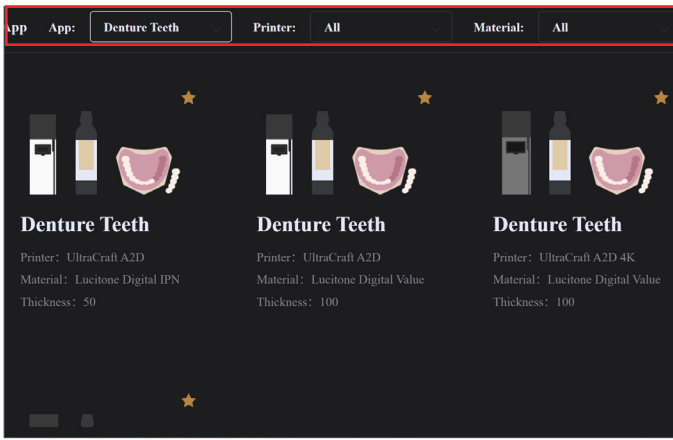 App App: Denture Teeth Printer: All Material: All
Denture Teeth Denture Teeth Denture Teeth
Printer：UltraCraft A2D Printer：UltraCraft A2D Printer：UltraCraft A2D 4K
Material：Lucitone Digital IPN Material：Lucitone Digital Value Material：Lucitone Digital Value
Thickness：50 Thickness：100 Thickness：100